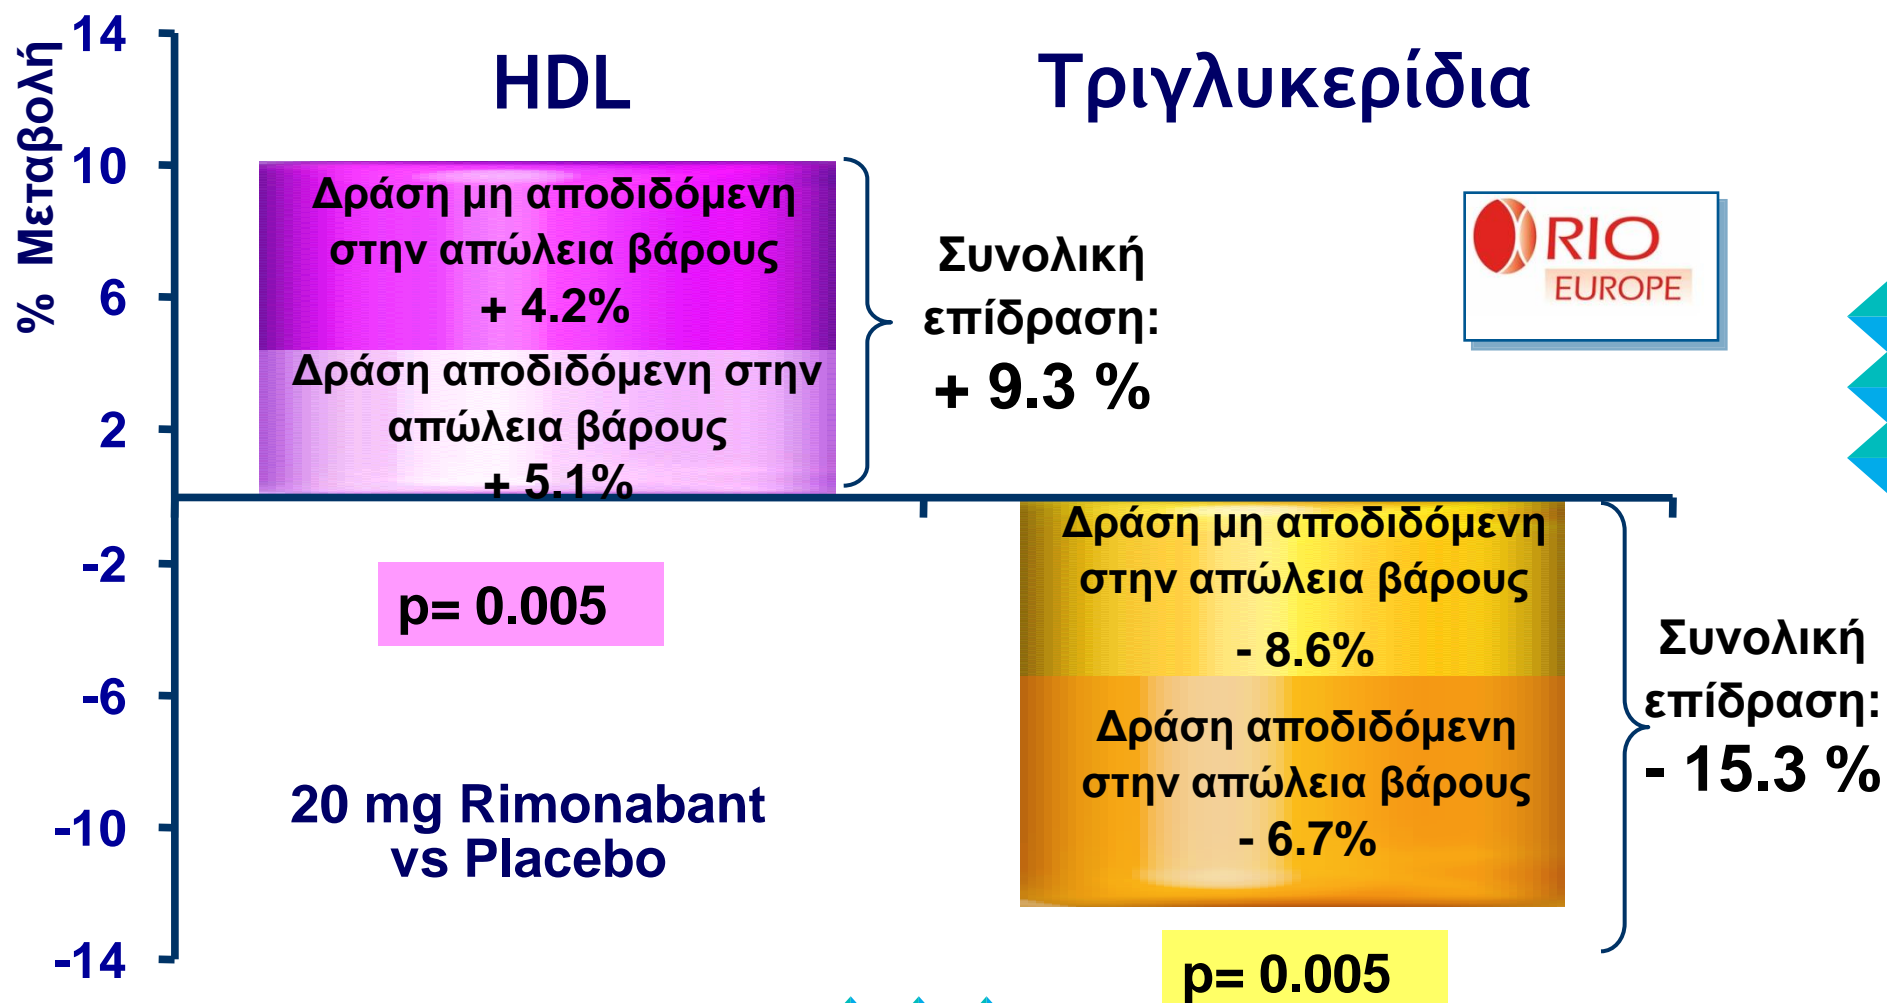 % Μεταβολή
14
10
6
2
-2
-6
-10
-14
HDL
Δράση μη αποδιδόμενη
στην απώλεια βάρους
+ 4.2%
Δράση αποδιδόμενη στην
απώλεια βάρους
+ 5.1%
Συνολική
επίδραση:
+ 9.3 %
p= 0.005
20 mg Rimonabant
vs Placebo
Τριγλυκερίδια
RIO
EUROPE
Δράση μη αποδιδόμενη
στην απώλεια βάρους
- 8.6%
Δράση αποδιδόμενη
στην απώλεια βάρους
- 6.7%
Συνολική
επίδραση:
- 15.3 %
p= 0.005